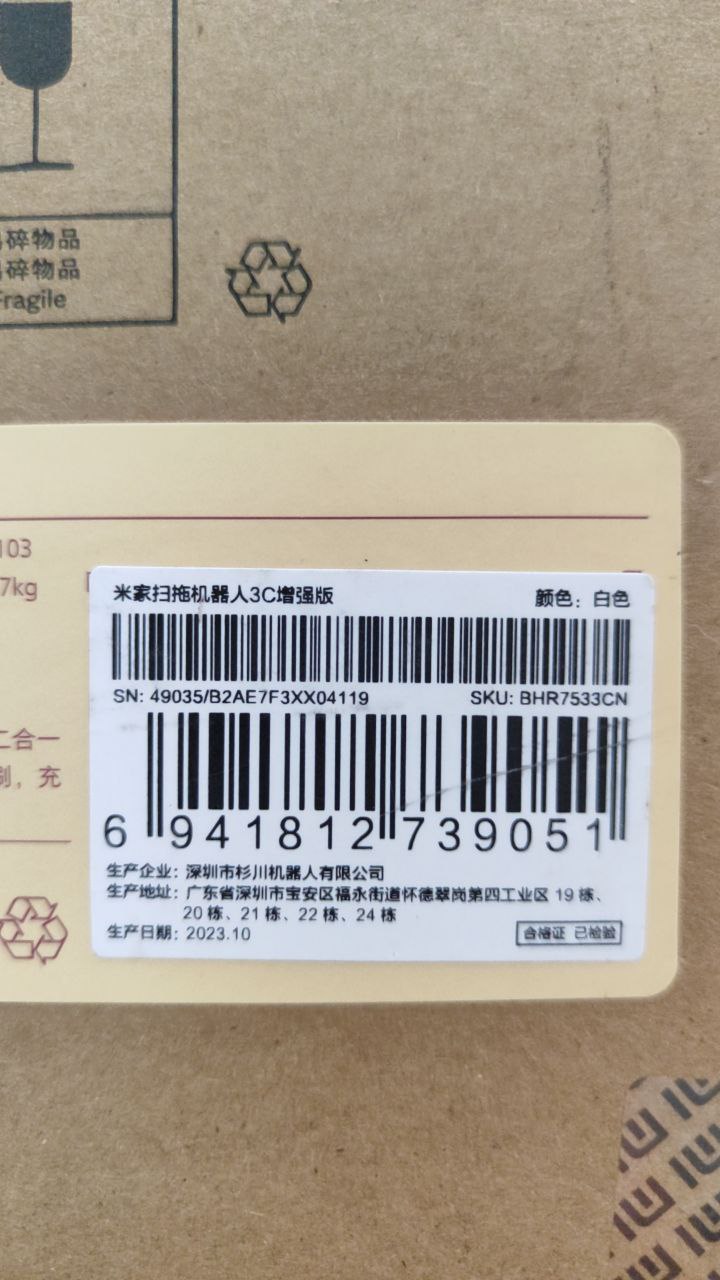 碎物品
碎物品
Fragile
103
7kg
米家扫拖机器人3C增强版 颜色：白色
SN: 49035/B2AE7F3XX04119 SKU: BHR7533CN
6 941812 739051
二合一
刷，充
生产企业：深圳市杉川机器人有限公司
生产地址：广东省深圳市宝安区福永街道怀德翠岗第四工业区 19 栋、
20 栋、21 栋、22 栋、24 栋
生产日期：2023.10 合格证 已检验